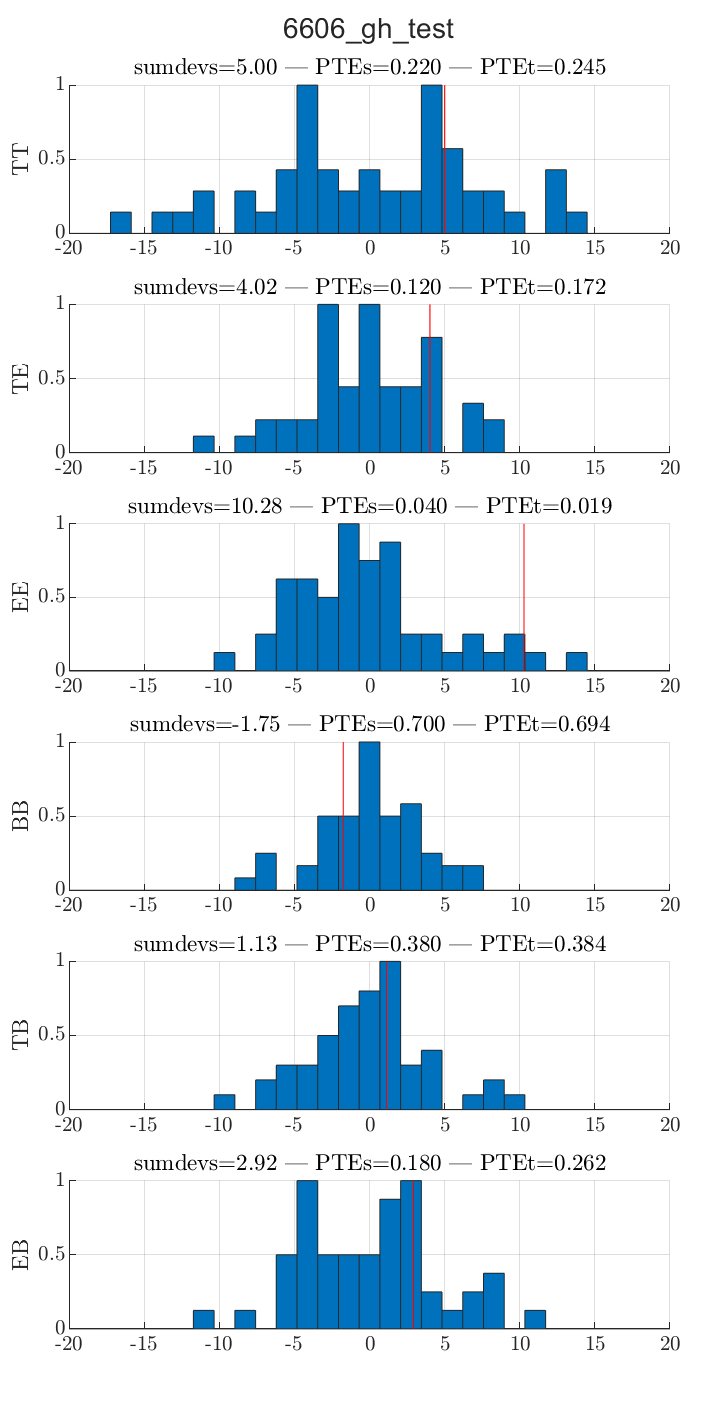 6606_gh_test
sumdevs=5.00 — PTEs=0.220 — PTEt=0.245
TT
1
0.5
0
-20 -15 -10 -5 0 5 10 15 20
sumdevs=4.02 — PTEs=0.120 — PTEt=0.172
TE
1
0.5
0
-20 -15 -10 -5 0 5 10 15 20
sumdevs=10.28 — PTEs=0.040 — PTEt=0.019
EE
1
0.5
0
-20 -15 -10 -5 0 5 10 15 20
sumdevs=-1.75 — PTEs=0.700 — PTEt=0.694
BB
1
0.5
0
-20 -15 -10 -5 0 5 10 15 20
sumdevs=1.13 — PTEs=0.380 — PTEt=0.384
TB
1
0.5
0
-20 -15 -10 -5 0 5 10 15 20
sumdevs=2.92 — PTEs=0.180 — PTEt=0.262
EB
1
0.5
0
-20 -15 -10 -5 0 5 10 15 20